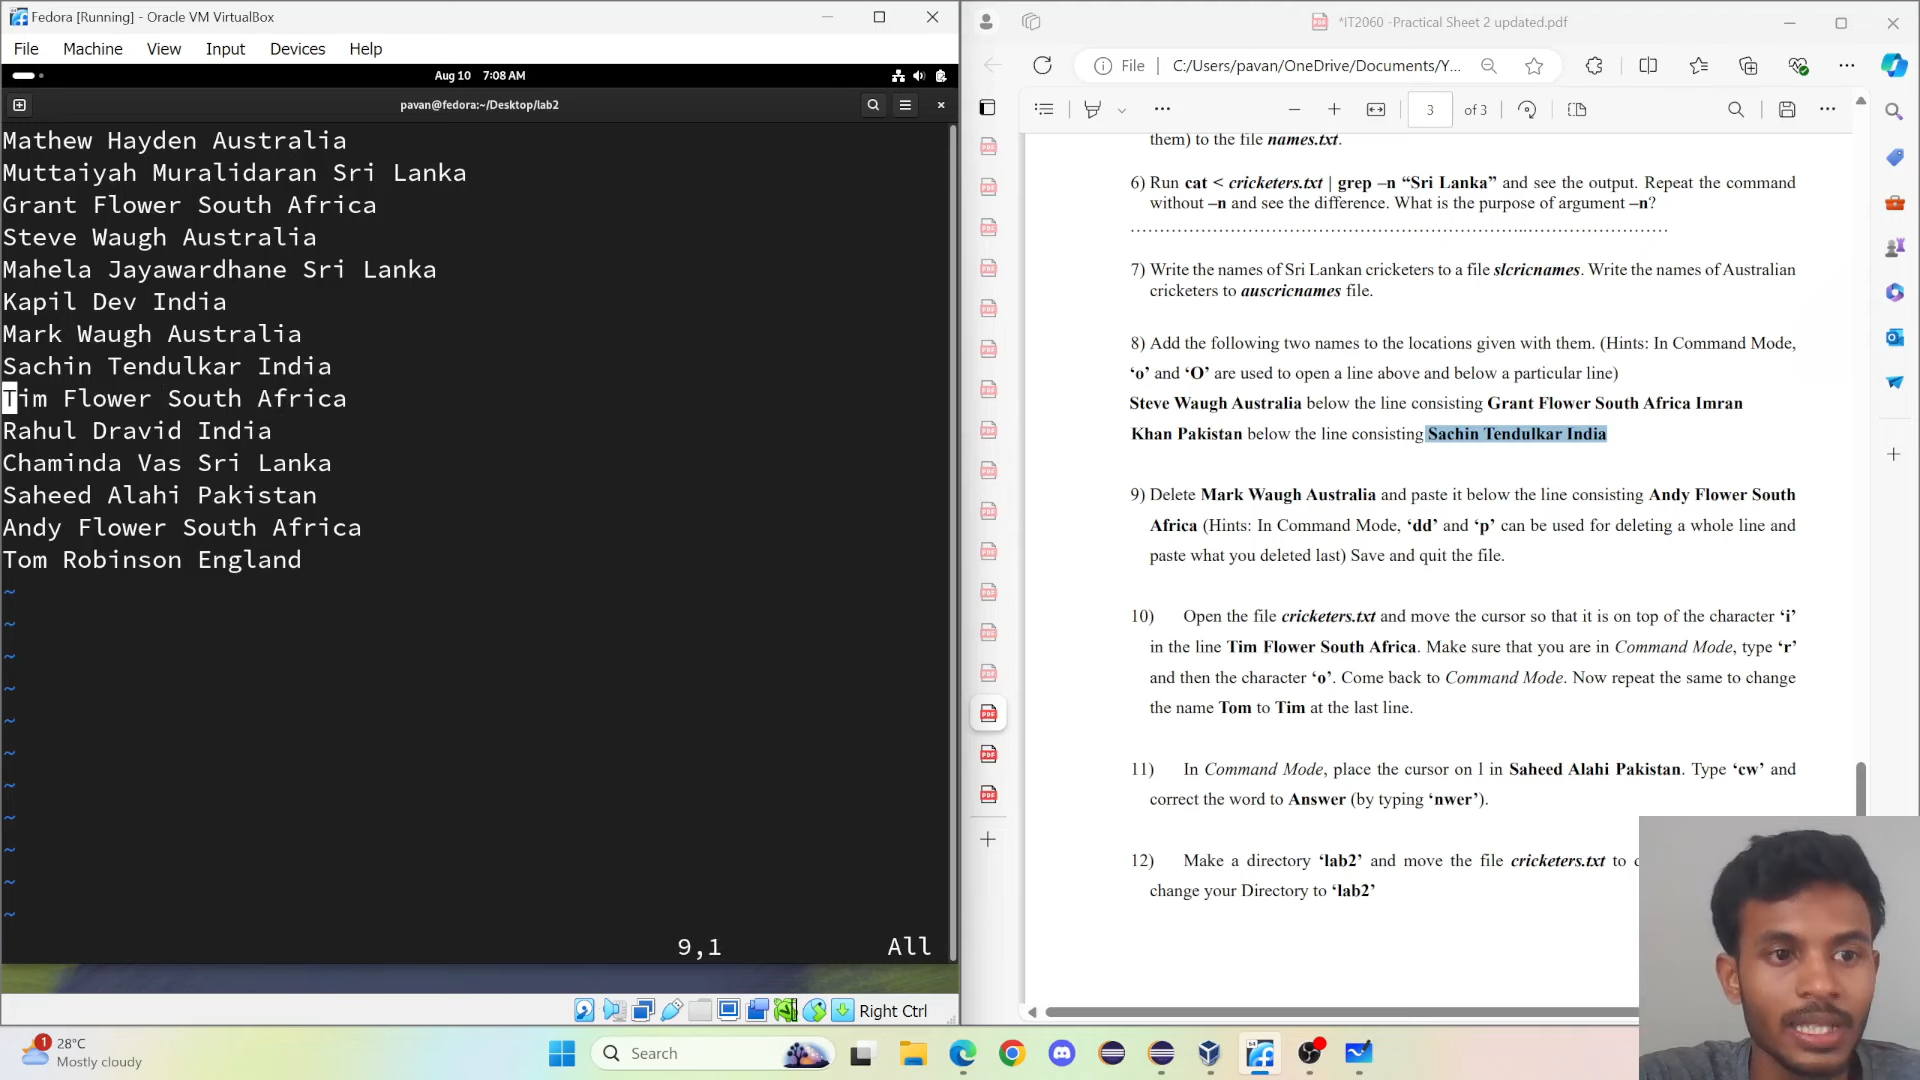 Fedora [Running] - Oracle VM VirtualBox
File Machine View Input Devices Help
Aug 10 7:08 AM
pavan@fedora:~/Desktop/lab2
Mathew Hayden Australia
Muttaiyah Muralidaran Sri Lanka
Grant Flower South Africa
Steve Waugh Australia
Mahela Jayawardhane Sri Lanka
Kapil Dev India
Mark Waugh Australia
Sachin Tendulkar India
Tim Flower South Africa
Rahul Dravid India
Chaminda Vas Sri Lanka
Saheed Alahi Pakistan
Andy Flower South Africa
Tom Robinson England
~
~
~
~
~
~
~
~
~
~
~
9,1 All
Right Ctrl
*IT2060 -Practical Sheet 2 updated.pdf
File C:/Users/pavan/OneDrive/Documents/Y...
3 of 3
them) to the file names.txt.
6) Run cat < cricketers.txt | grep –n “Sri Lanka” and see the output. Repeat the command
without –n and see the difference. What is the purpose of argument –n?
…………………………………………………………..……………………
7) Write the names of Sri Lankan cricketers to a file slcricnames. Write the names of Australian
cricketers to auscricnames file.
8) Add the following two names to the locations given with them. (Hints: In Command Mode,
‘o’ and ‘O’ are used to open a line above and below a particular line)
Steve Waugh Australia below the line consisting Grant Flower South Africa Imran
Khan Pakistan below the line consisting Sachin Tendulkar India
9) Delete Mark Waugh Australia and paste it below the line consisting Andy Flower South
Africa (Hints: In Command Mode, ‘dd’ and ‘p’ can be used for deleting a whole line and
paste what you deleted last) Save and quit the file.
10) Open the file cricketers.txt and move the cursor so that it is on top of the character ‘i’
in the line Tim Flower South Africa. Make sure that you are in Command Mode, type ‘r’
and then the character ‘o’. Come back to Command Mode. Now repeat the same to change
the name Tom to Tim at the last line.
11) In Command Mode, place the cursor on l in Saheed Alahi Pakistan. Type ‘cw’ and
correct the word to Answer (by typing ‘nwer’).
12) Make a directory ‘lab2’ and move the file cricketers.txt to
change your Directory to ‘lab2’
1
28°C
Mostly cloudy
Search